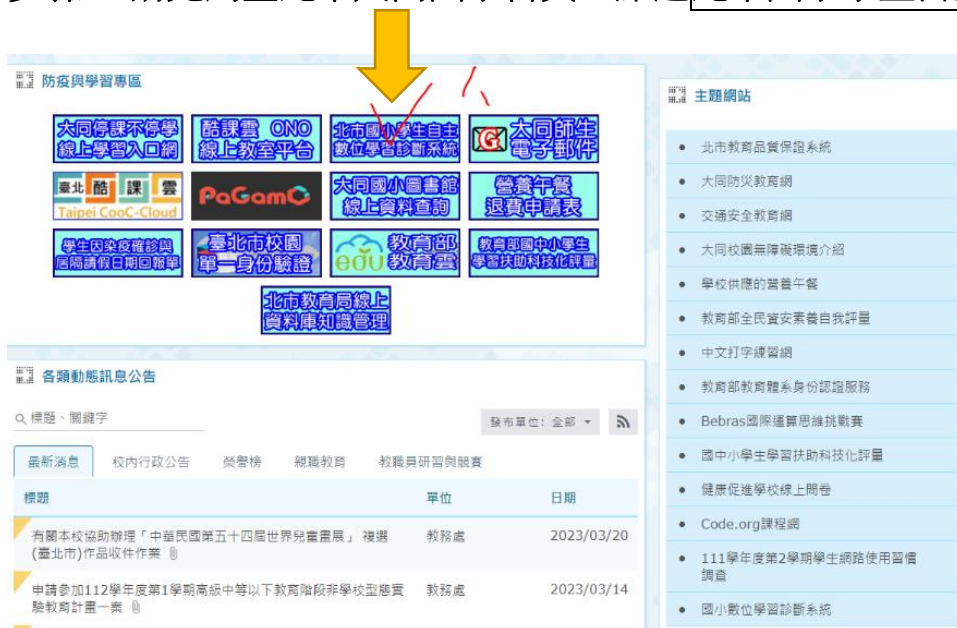 防疫與學習專區
大同停課不停學
線上學習入口網
酷課雲 ONO
線上教室平台
北市國小學生自主
數位學習診斷系統
大同師生
電子郵件
臺北酷課雲
Taipei CooC-Cloud
PaGamO
大同國小圖書館
線上資料查詢
營養午餐
退費申請表
學生因染疫確診與
居隔請假日期回報單
臺北市校園
單一身份驗證
edu 教育部
教育雲
教育部國中小學生
學習扶助科技化評量
北市教育局線上
資料庫知識管理
各類動態訊息公告
標題、關鍵字
發布單位: 全部
最新消息 校內行政公告 榮譽榜 親職教育 教職員研習與競賽
標題 單位 日期
有關本校協助辦理「中華民國第五十四屆世界兒童畫展」 複選 教務處 2023/03/20
(臺北市)作品收件作業
申請參加112學年度第1學期高級中等以下教育階段非學校型態實 教務處 2023/03/14
驗教育計畫一案
主題網站
北市教育品質保證系統
大同防災教育網
交通安全教育網
大同校園無障礙環境介紹
學校供應的營養午餐
教育部全民資安素養自我評量
中文打字練習網
教育部教育體系身份認證服務
Bebras國際運算思維挑戰賽
國中小學生學習扶助科技化評量
健康促進學校線上問卷
Code.org課程網
111學年度第2學期學生網路使用習慣
調查
國小數位學習診斷系統